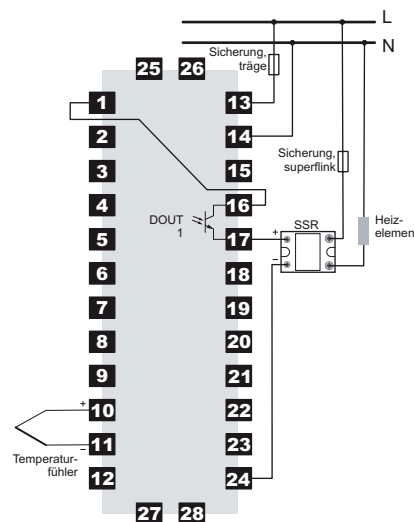 L
N
Sicherung,
träge
25 26
1 13
2 14
3 15
Sicherung,
superflink
4 16
DOUT
1
5 17
+ SSR
–
Heiz-
elemen
6 18
7 19
8 20
9 21
10 22
+
11 23
–
Temperatur-
fühler
12 24
27 28